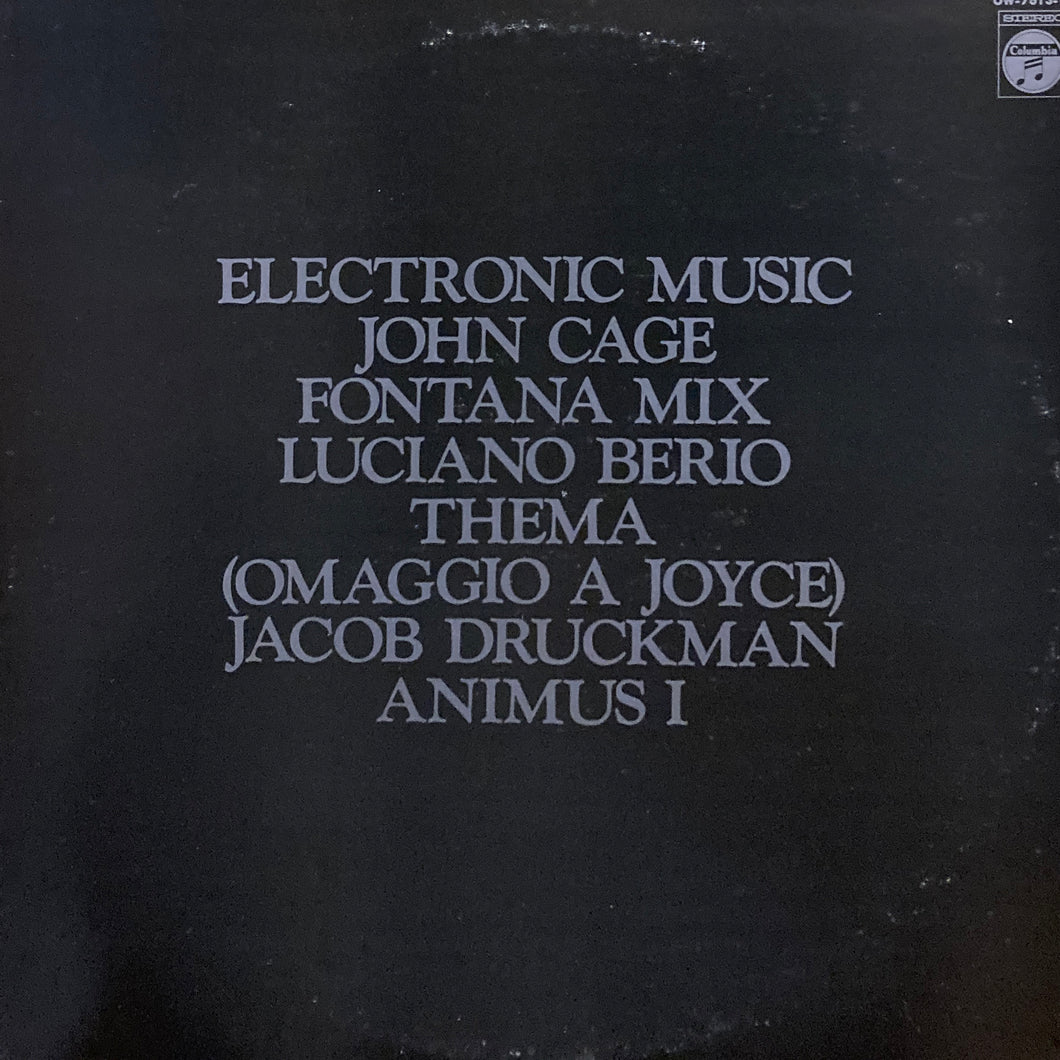 STEREO
Columbia
ELECTRONIC MUSIC
JOHN CAGE
FONTANA MIX
LUCIANO BERIO
THEMA
(OMAGGIO A JOYCE)
JACOB DRUCKMAN
ANIMUS I